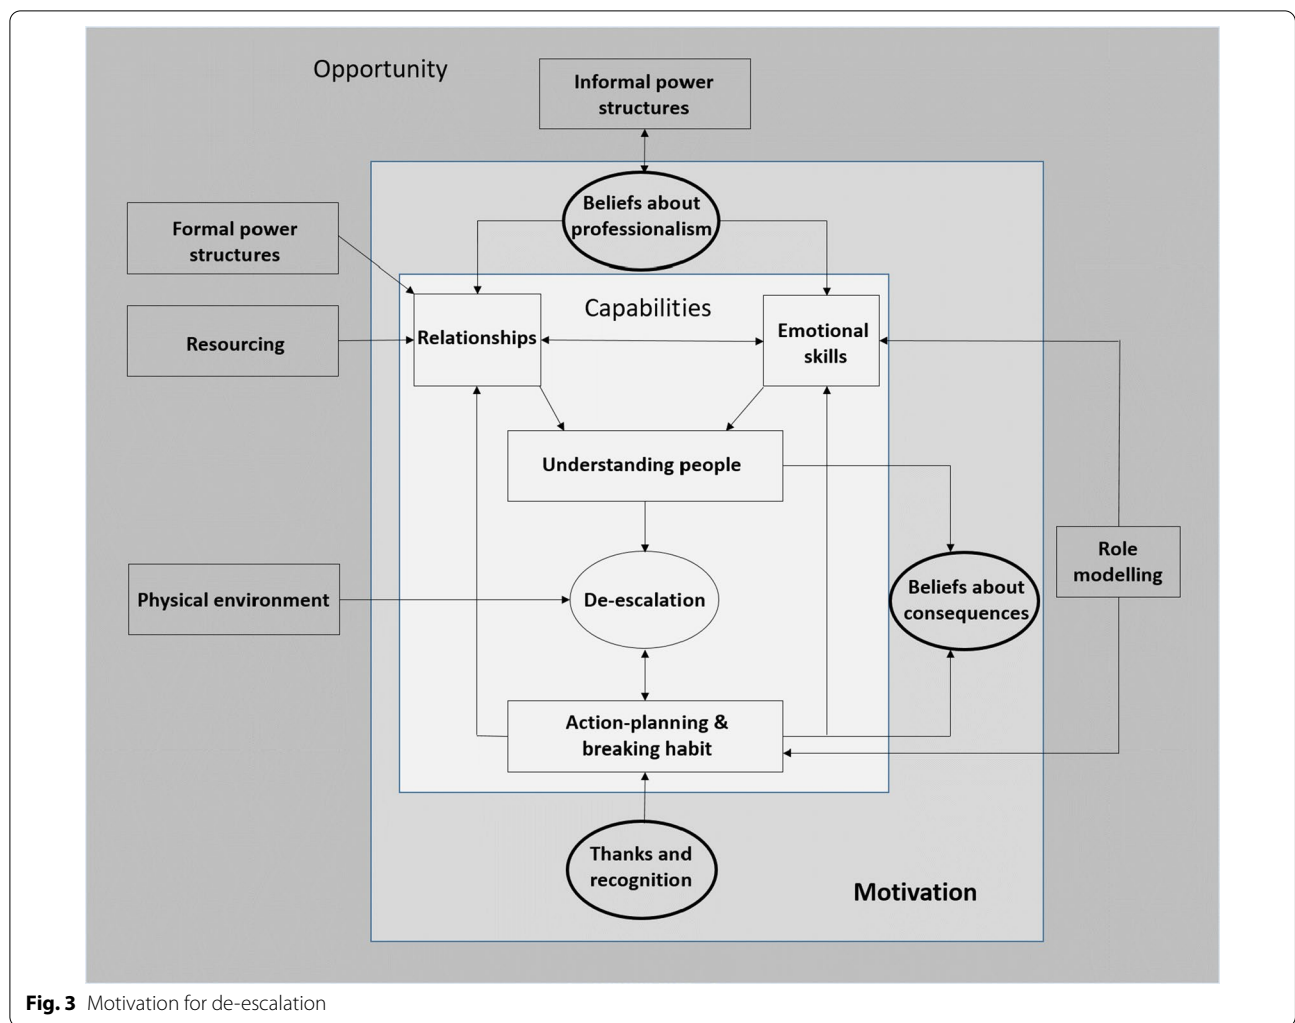 Opportunity
Informal power
structures
Beliefs about
professionalism
Formal power
structures
Capabilities
Relationships
Emotional
skills
Resourcing
Understanding people
Role
modelling
Physical environment
De-escalation
Beliefs about
consequences
Action-planning &
breaking habit
Thanks and
recognition
Motivation
Fig. 3 Motivation for de-escalation